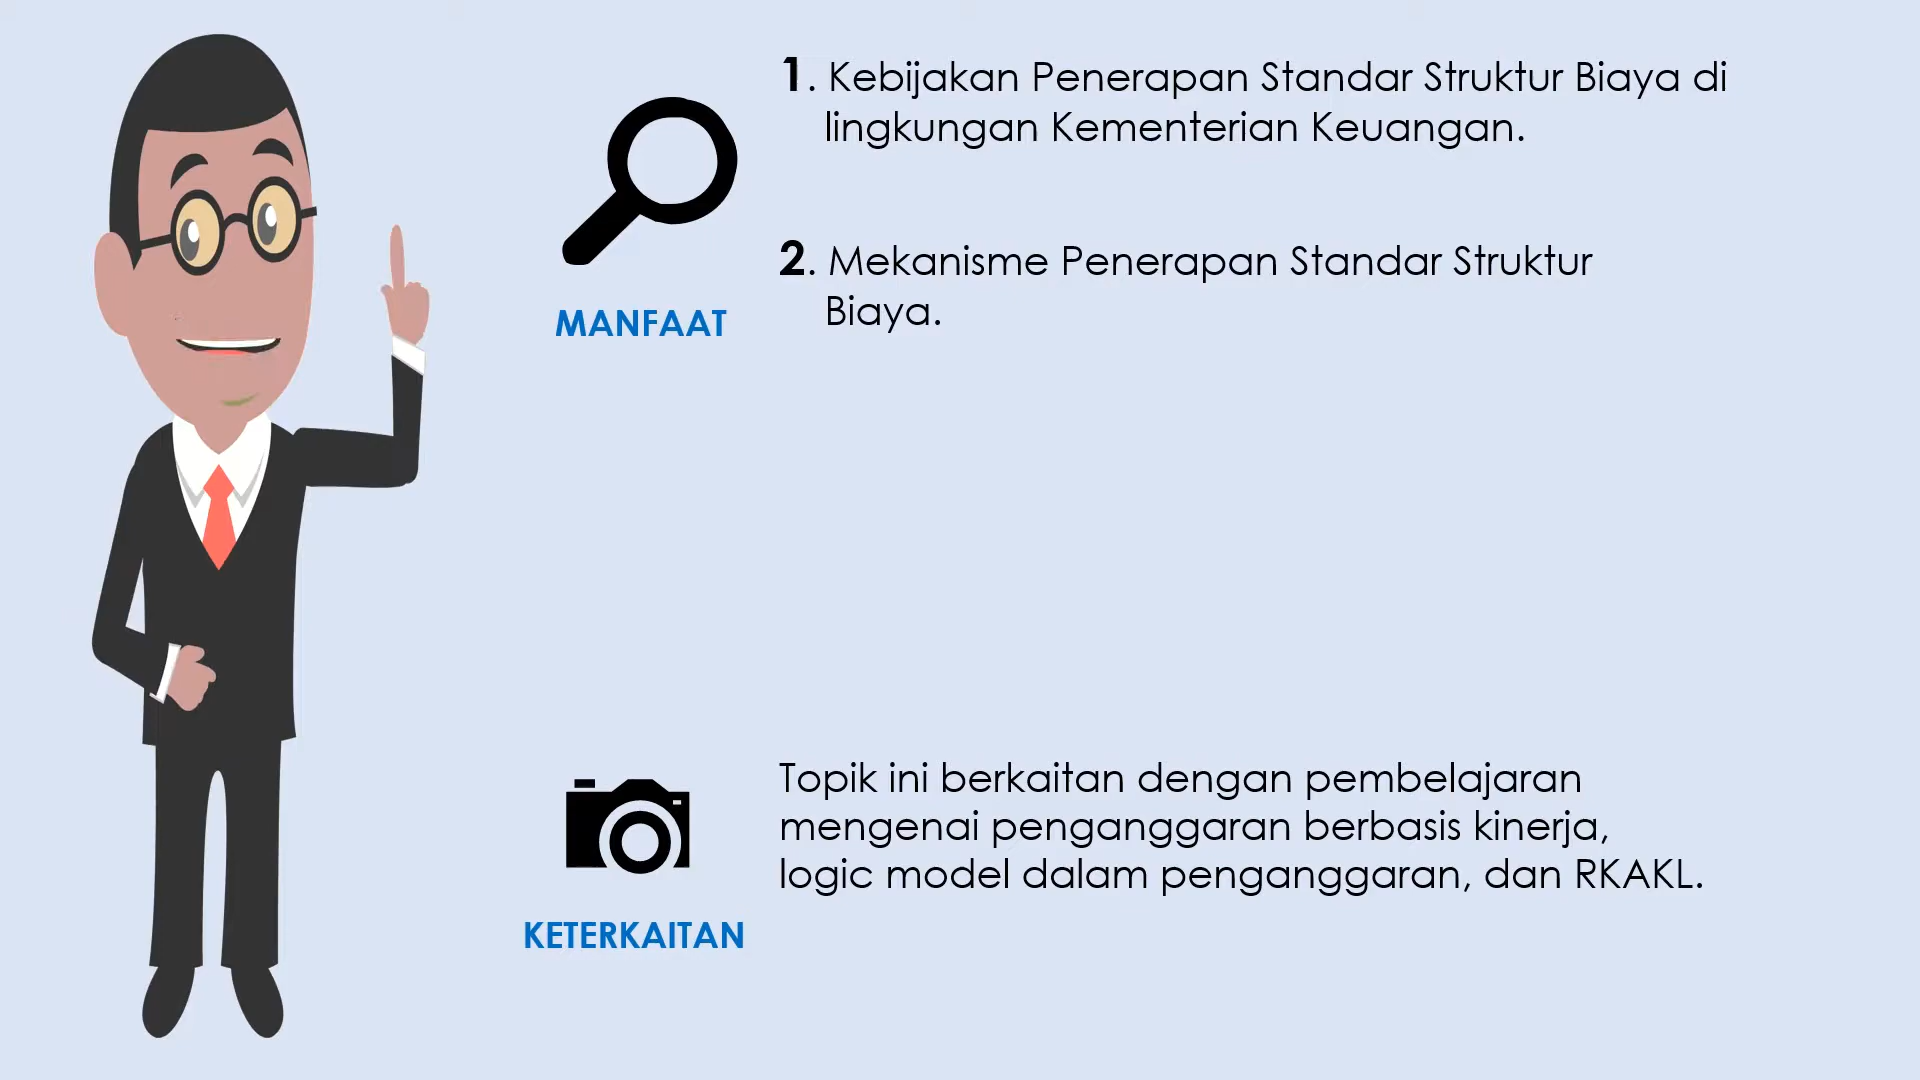 1. Kebijakan Penerapan Standar Struktur Biaya di
lingkungan Kementerian Keuangan.
2. Mekanisme Penerapan Standar Struktur
Biaya.
MANFAAT
Topik ini berkaitan dengan pembelajaran
mengenai penganggaran berbasis kinerja,
logic model dalam penganggaran, dan RKAKL.
KETERKAITAN